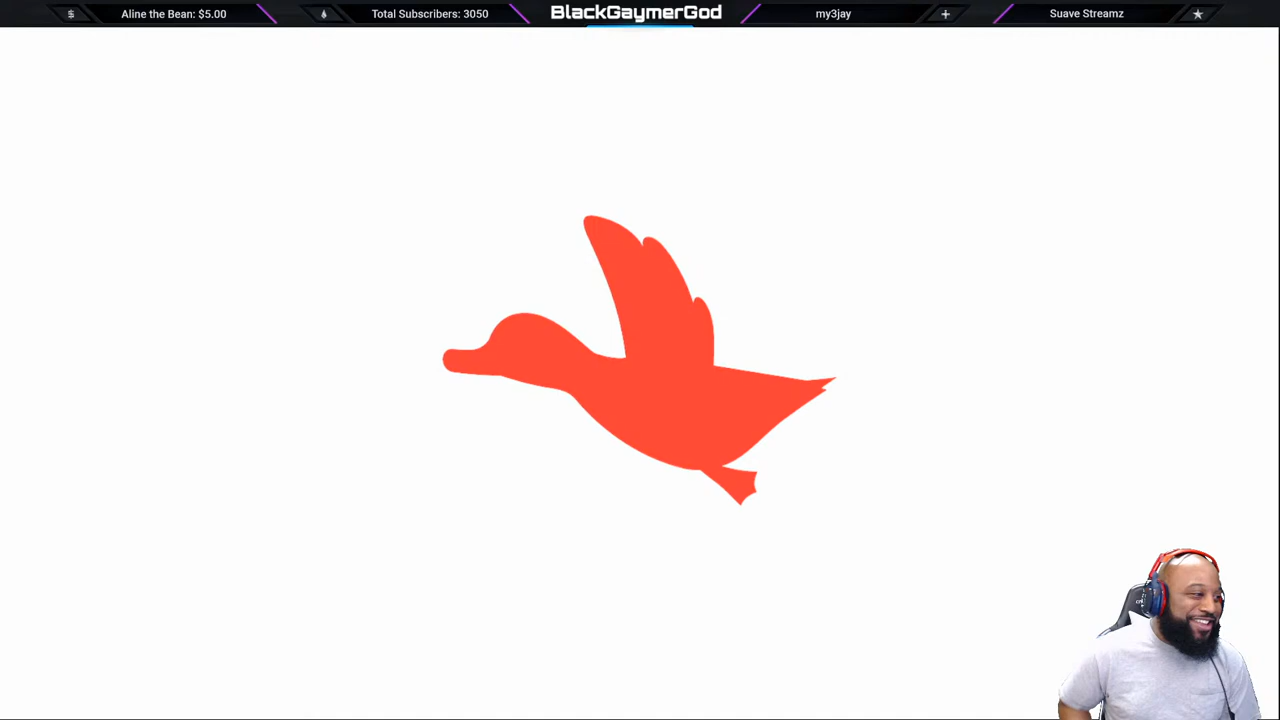 Aline the Bean: $5.00
Total Subscribers: 3050
BlackGaymerGod
my3jay
Suave Streamz